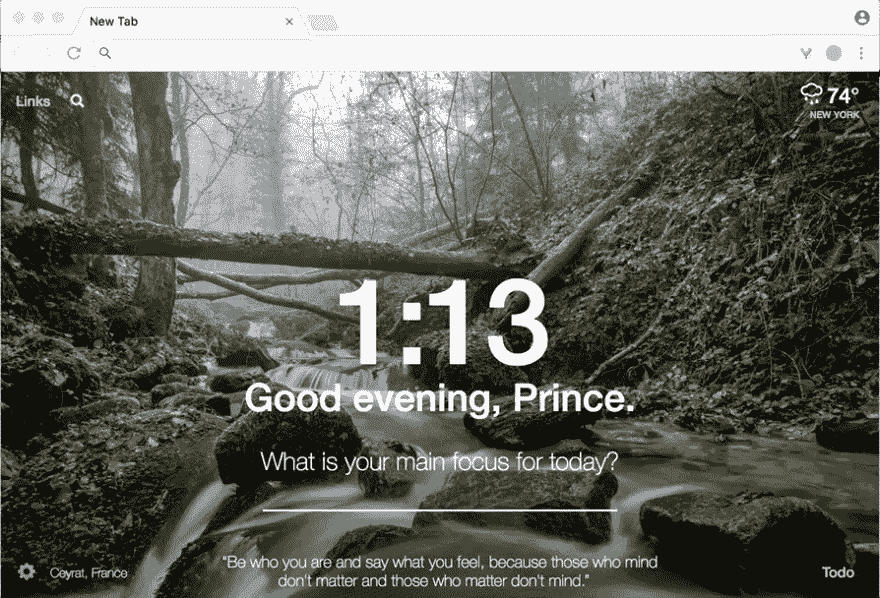 New Tab
Links
74°
NEW YORK
1:13
Good evening, Prince.
What is your main focus for today?
"Be who you are and say what you feel, because those who mind
don't matter and those who matter don't mind."
Ceyrat, France
Todo